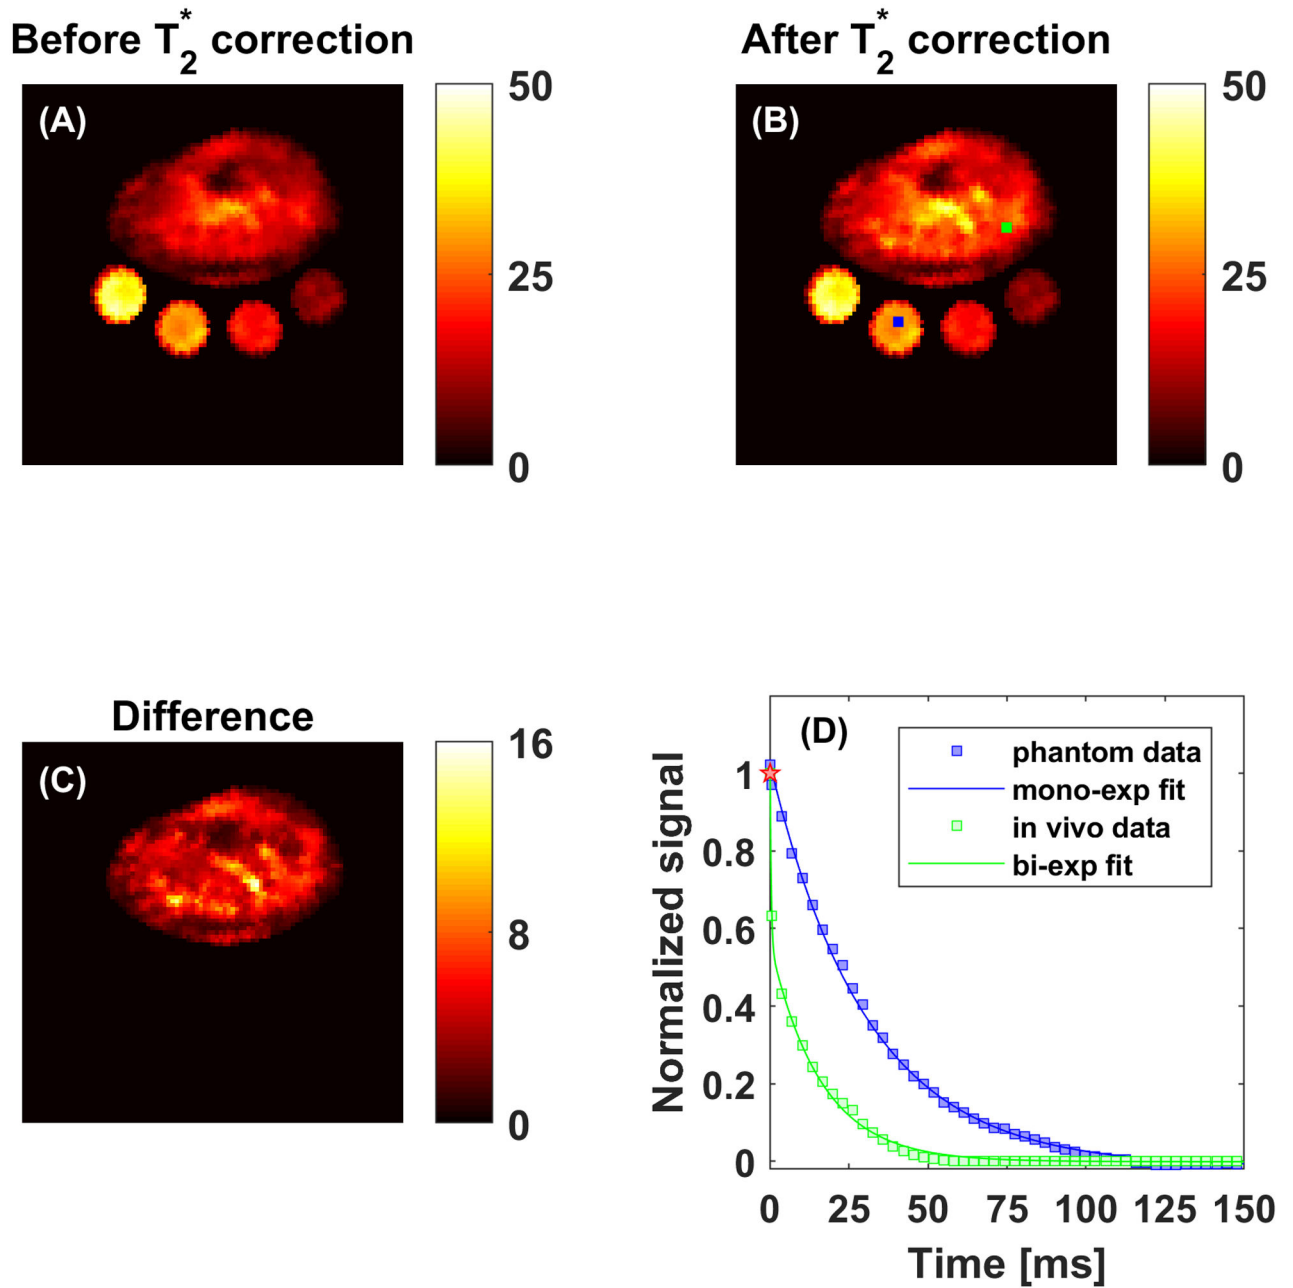 Before T2* correction
(A)
50
25
0
After T2* correction
(B)
50
25
0
Difference
(C)
16
8
0
(D)
phantom data
mono-exp fit
in vivo data
bi-exp fit
Normalized signal
1
0.8
0.6
0.4
0.2
0
0 25 50 75 100 125 150
Time [ms]